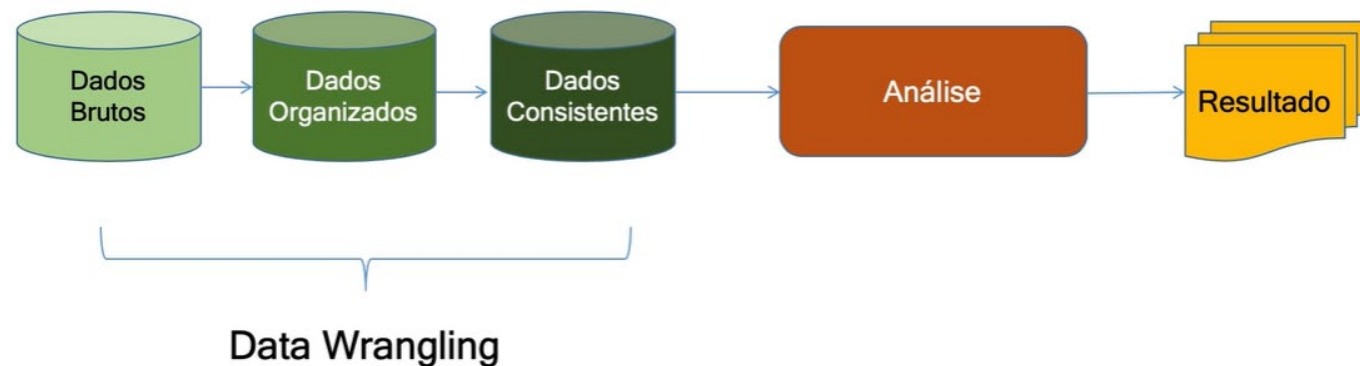 Dados
Brutos
Dados
Organizados
Dados
Consistentes
Análise
Resultado
Data Wrangling